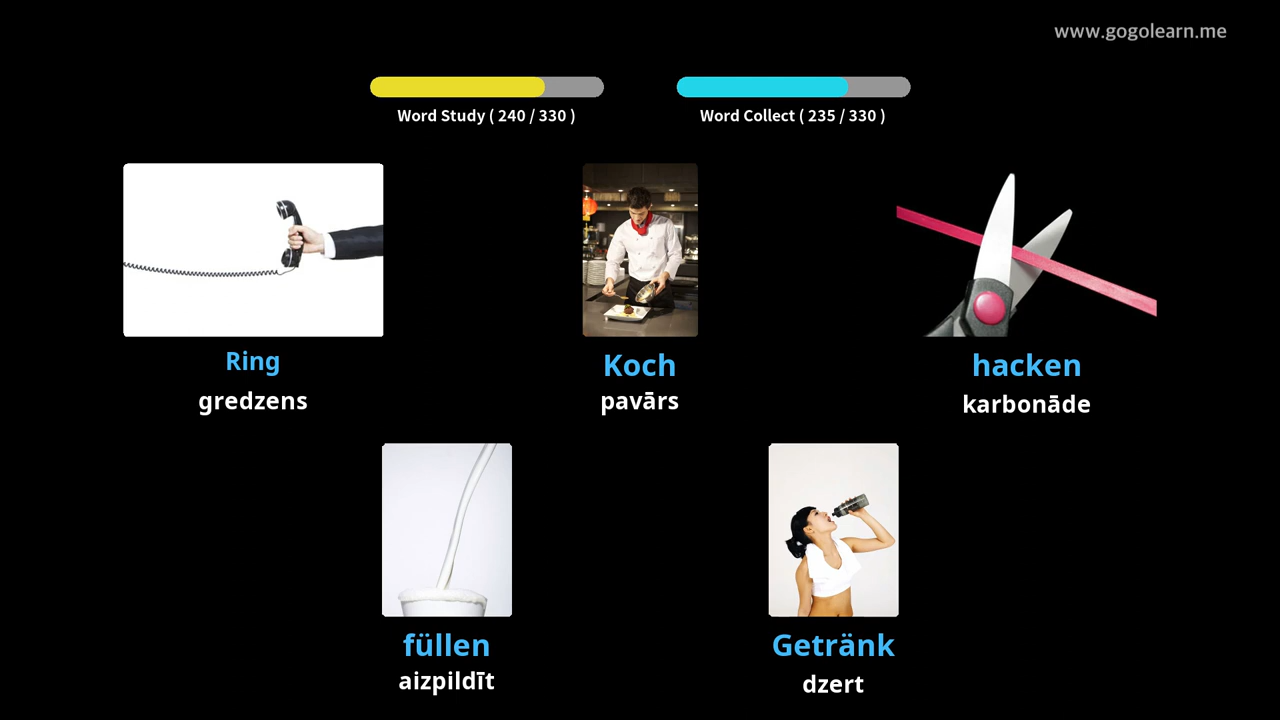 www.gogolearn.me
Word Study ( 240 / 330 )
Word Collect ( 235 / 330 )
Ring
gredzens
Koch
pavārs
hacken
karbonāde
füllen
aizpildīt
Getränk
dzert